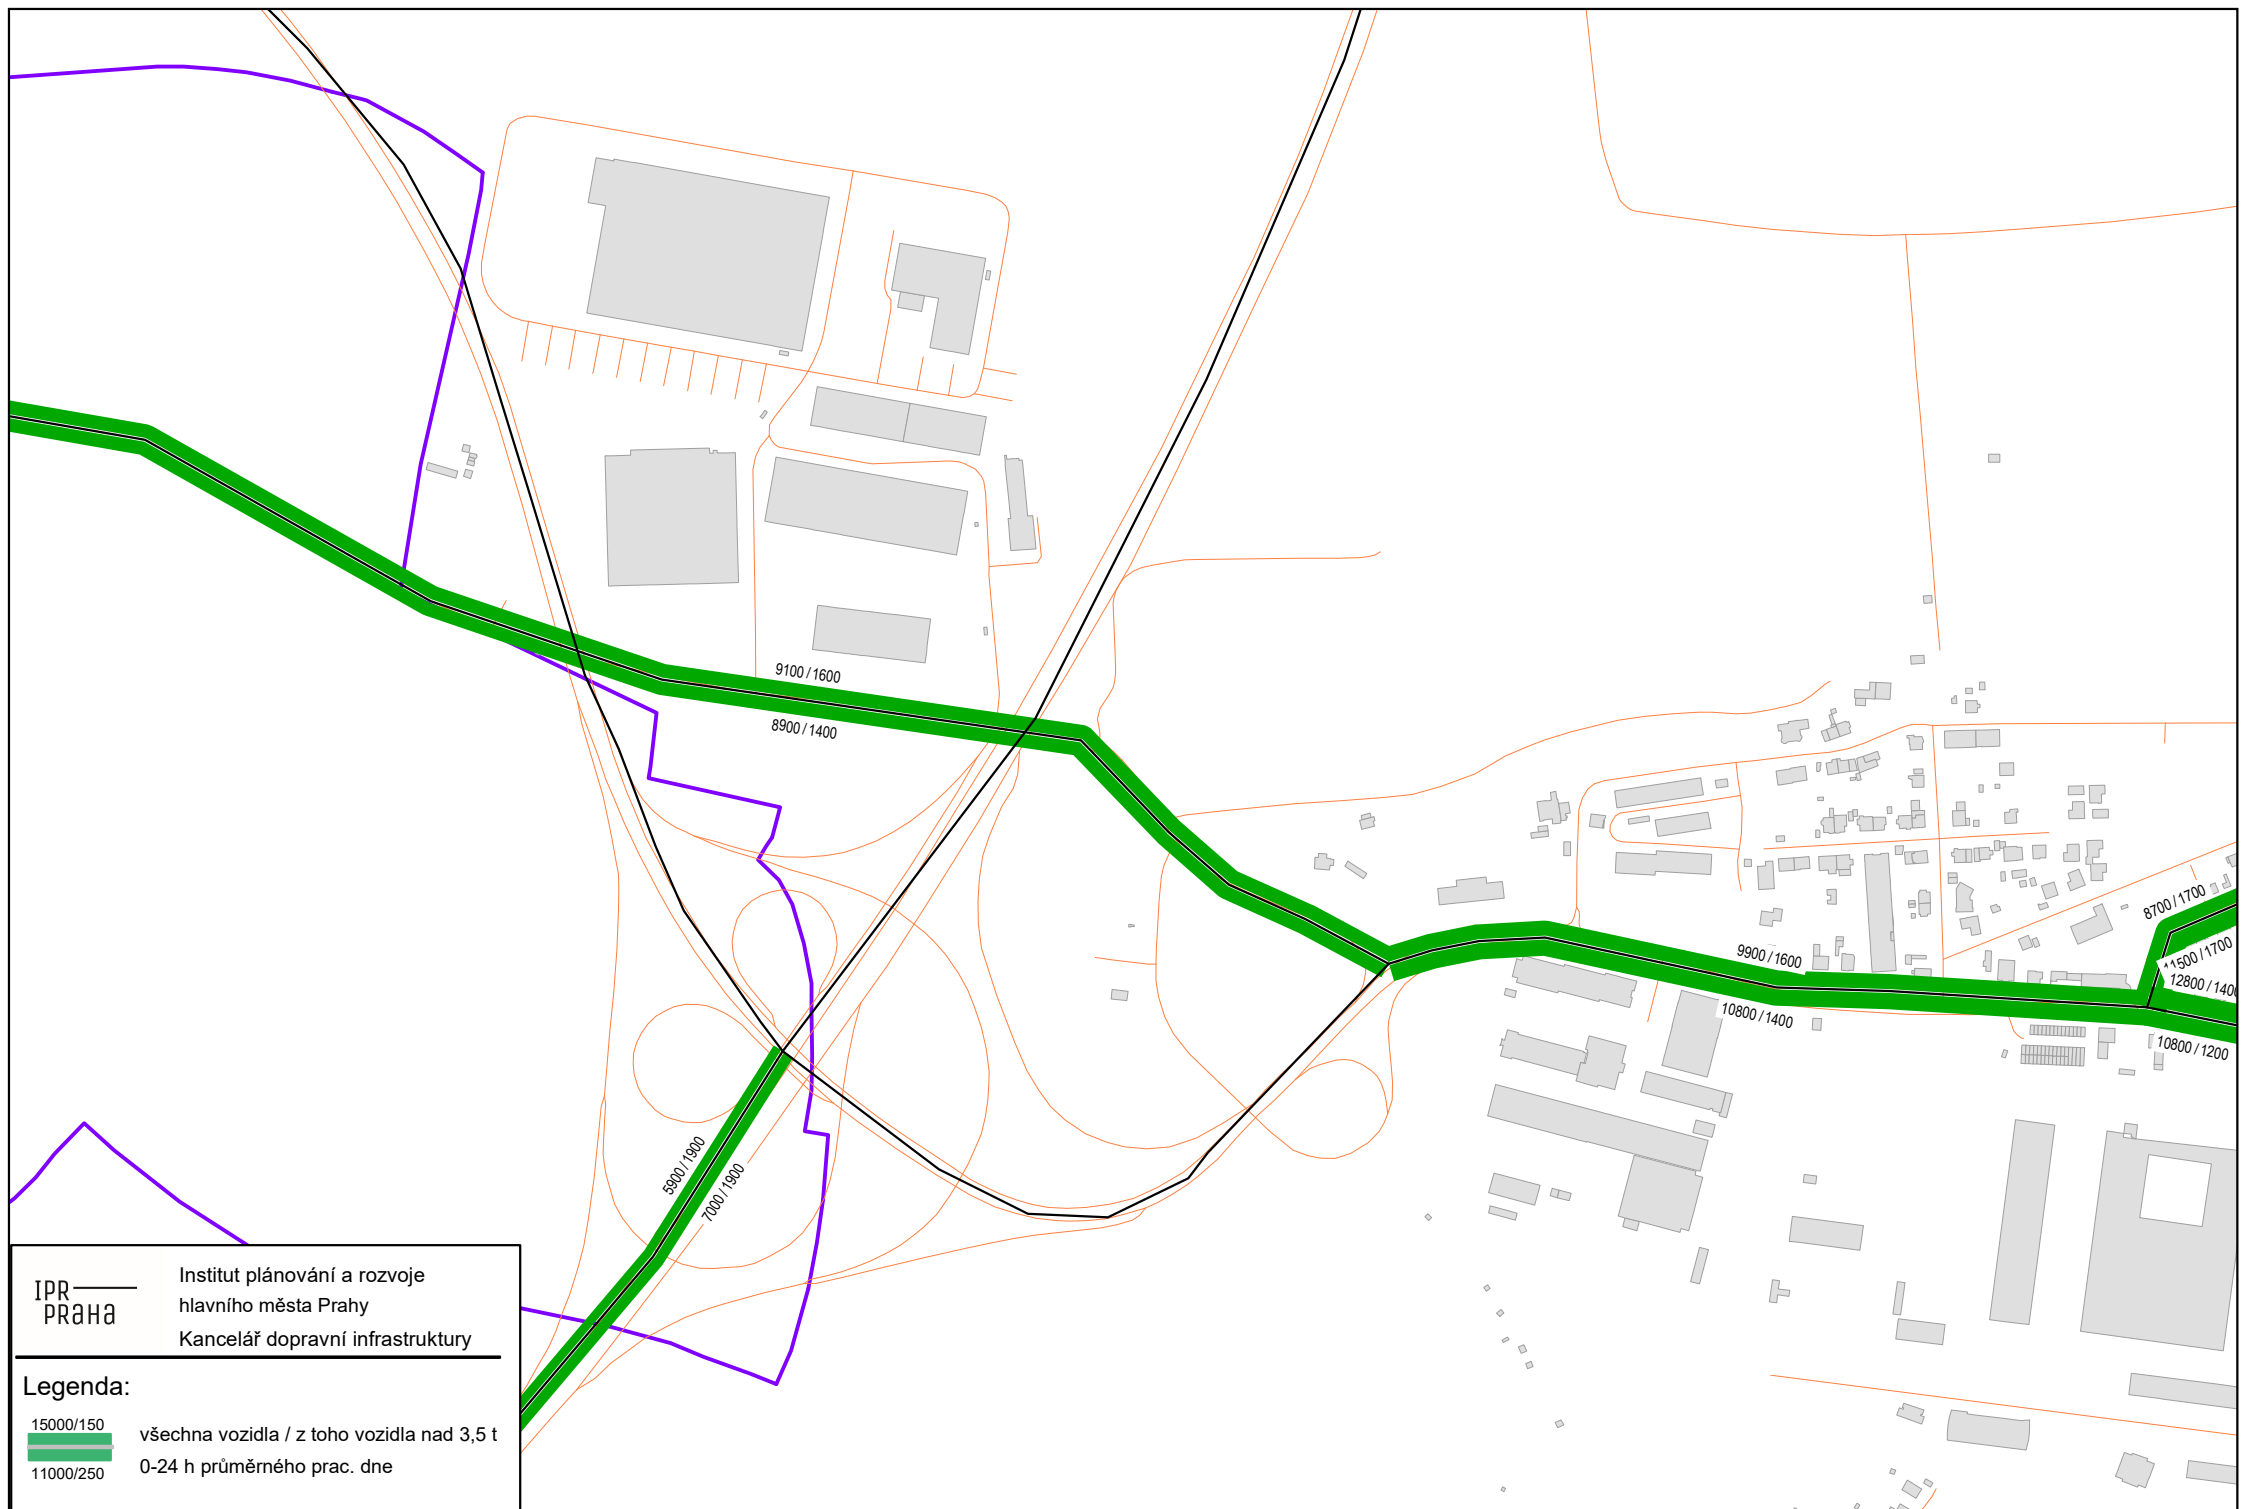 9100 / 1600
8900 / 1400
9900 / 1600
10800 / 1400
8700 / 1700
11500 / 1700
12800 / 1400
10800 / 1200
5900 / 1900
7000 / 1900
IPR
PRAHA
Institut plánování a rozvoje
hlavního města Prahy
Kancelář dopravní infrastruktury
Legenda:
15000/150
11000/250
všechna vozidla / z toho vozidla nad 3,5 t
0-24 h průměrného prac. dne